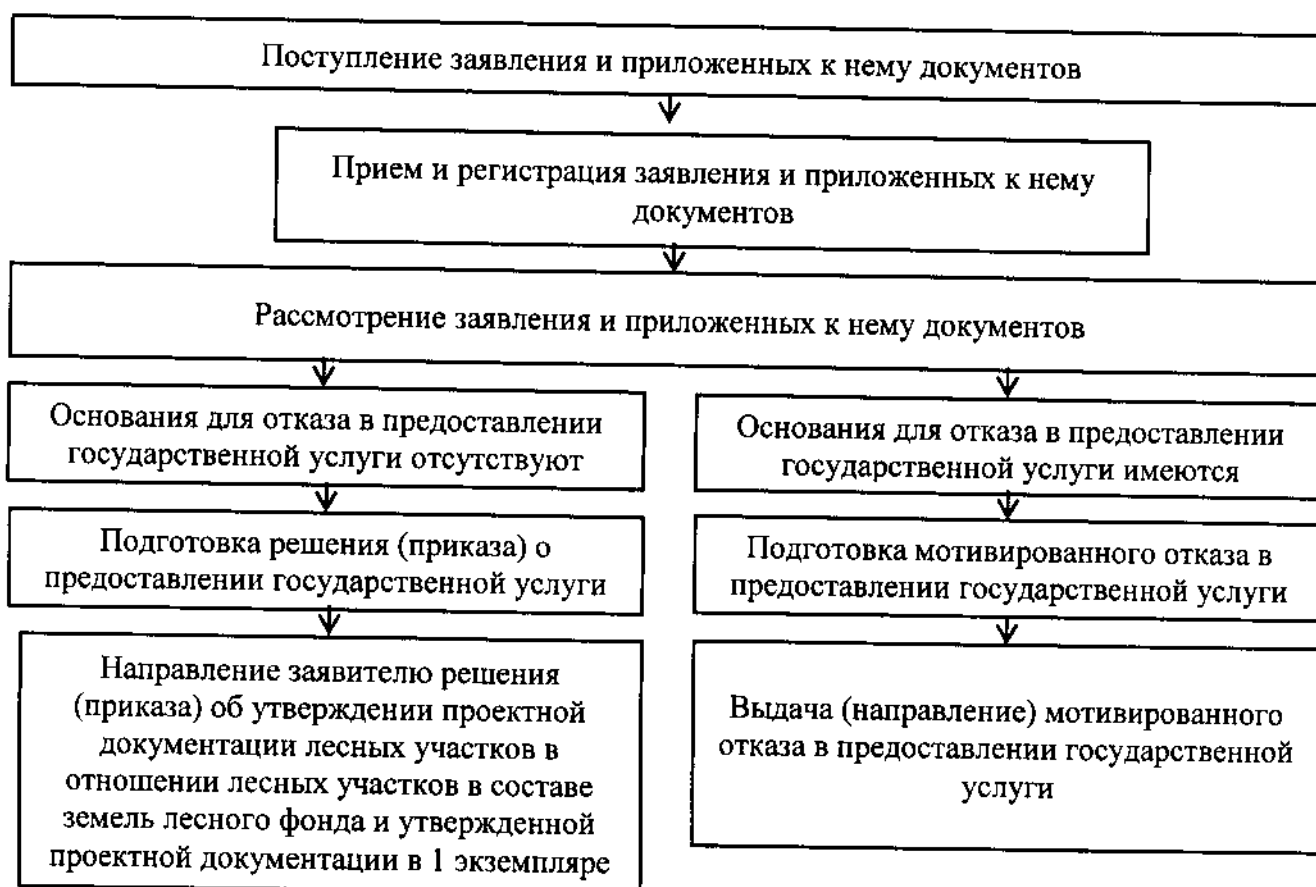 Поступление заявления и приложенных к нему документов
Прием и регистрация заявления и приложенных к нему
документов
Рассмотрение заявления и приложенных к нему документов
Основания для отказа в предоставлении
государственной услуги отсутствуют
Подготовка решения (приказа) о
предоставлении государственной услуги
Направление заявителю решения
(приказа) об утверждении проектной
документации лесных участков в
отношении лесных участков в составе
земель лесного фонда и утвержденной
проектной документации в 1 экземпляре
Основания для отказа в предоставлении
государственной услуги имеются
Подготовка мотивированного отказа в
предоставлении государственной услуги
Выдача (направление) мотивированного
отказа в предоставлении государственной
услуги